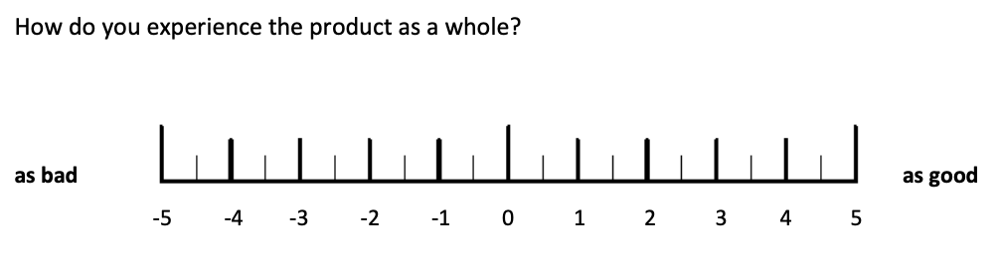 How do you experience the product as a whole?
as bad
as good
-5 -4 -3 -2 -1 0 1 2 3 4 5